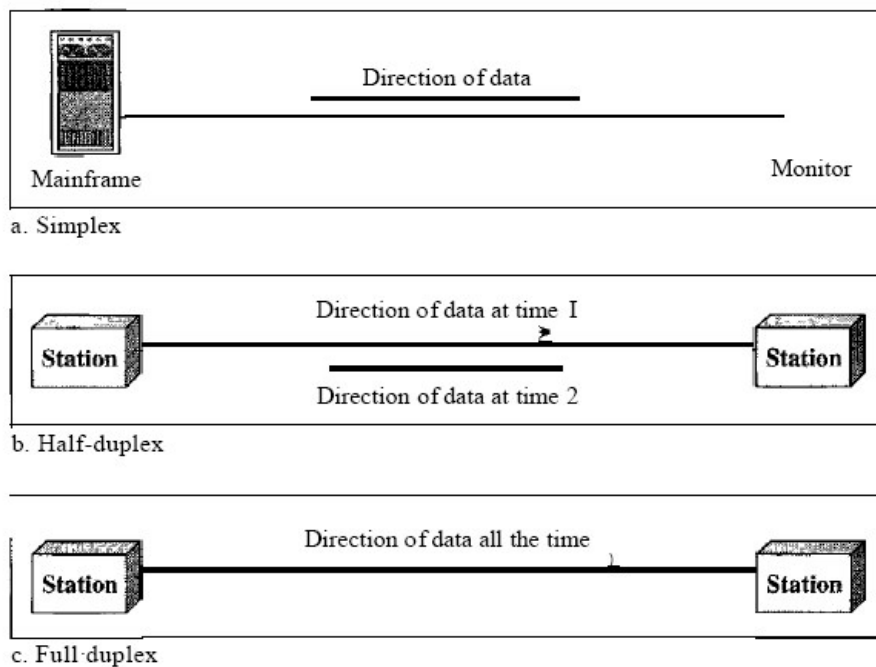 Direction of data
Mainframe
Monitor
a. Simplex
Direction of data at time I
Station
Station
Direction of data at time 2
b. Half-duplex
Direction of data all the time
Station
Station
c. Full·duplex